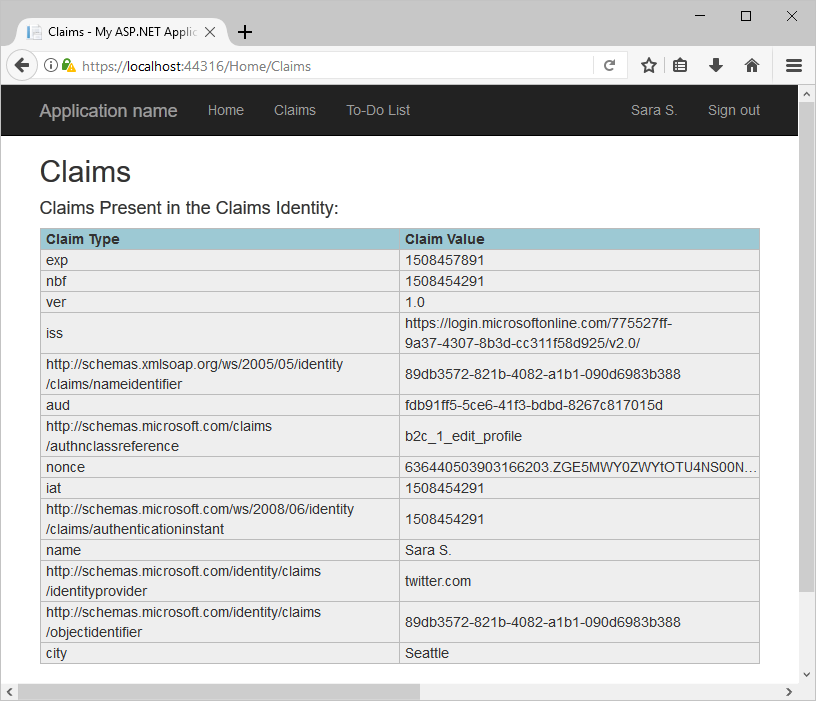 Claims - My ASP.NET Applic
https://localhost:44316/Home/Claims
Application name Home Claims To-Do List Sara S. Sign out
Claims
Claims Present in the Claims Identity:
Claim Type Claim Value
exp 1508457891
nbf 1508454291
ver 1.0
iss https://login.microsoftonline.com/775527ff-
9a37-4307-8b3d-cc311f58d925/v2.0/
http://schemas.xmlsoap.org/ws/2005/05/identity
/claims/nameidentifier 89db3572-821b-4082-a1b1-090d6983b388
aud fdb91ff5-5ce6-41f3-bdbd-8267c817015d
http://schemas.microsoft.com/claims
/authnclassreference b2c_1_edit_profile
nonce 636440503903166203.ZGE5MWY0ZWYtOTU4NS00N...
iat 1508454291
http://schemas.microsoft.com/ws/2008/06/identity
/claims/authenticationinstant 1508454291
name Sara S.
http://schemas.microsoft.com/identity/claims
/identityprovider twitter.com
http://schemas.microsoft.com/identity/claims
/objectidentifier 89db3572-821b-4082-a1b1-090d6983b388
city Seattle